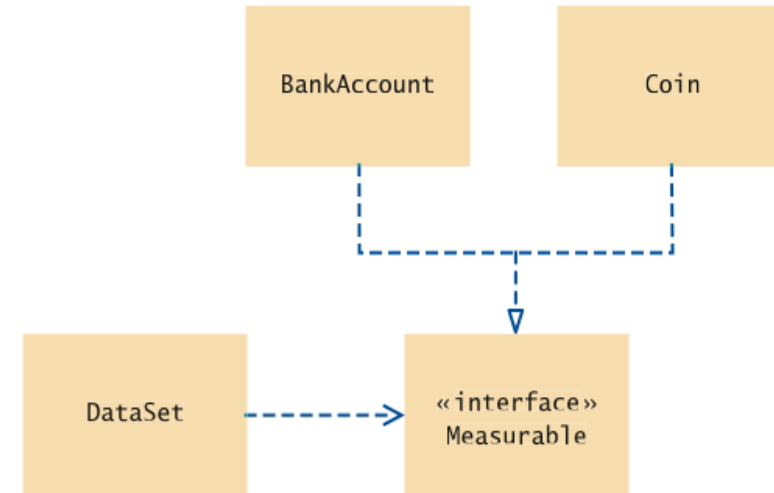 BankAccount
Coin
DataSet
«interface»
Measurable